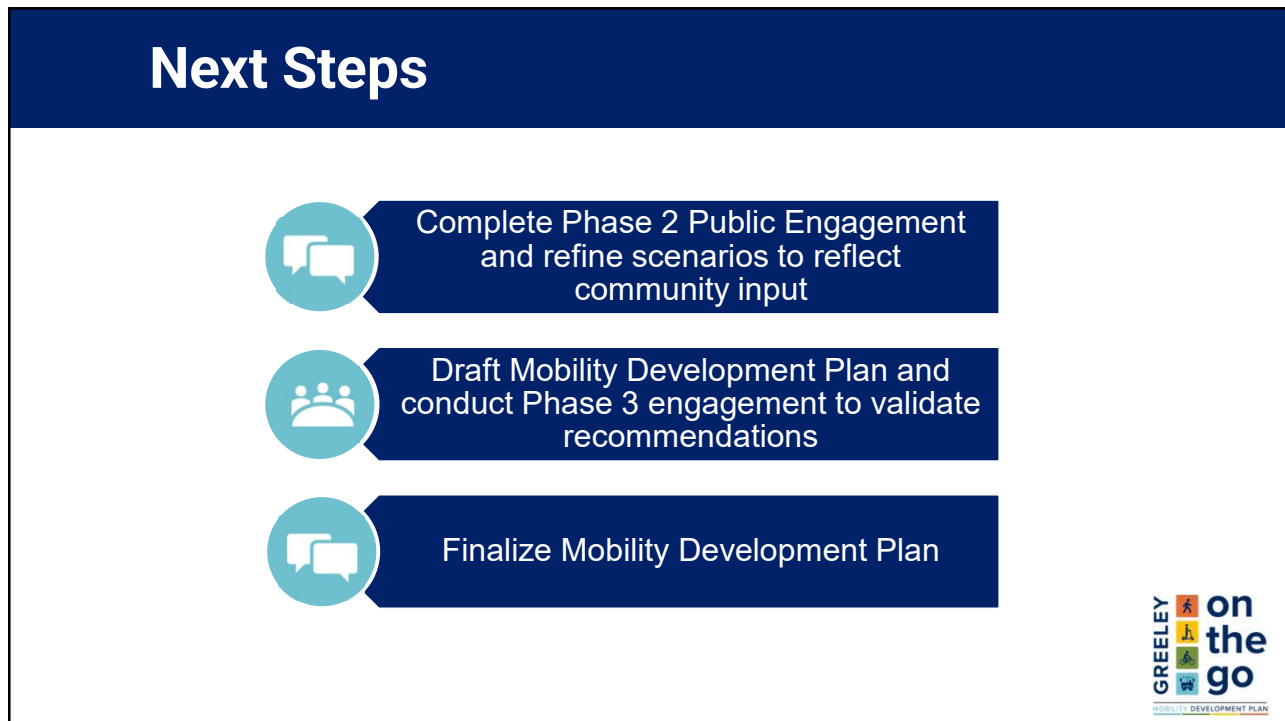 Next Steps
Complete Phase 2 Public Engagement
and refine scenarios to reflect
community input
Draft Mobility Development Plan and
conduct Phase 3 engagement to validate
recommendations
Finalize Mobility Development Plan
GREELEY
on
the
go
MOBILITY DEVELOPMENT PLAN